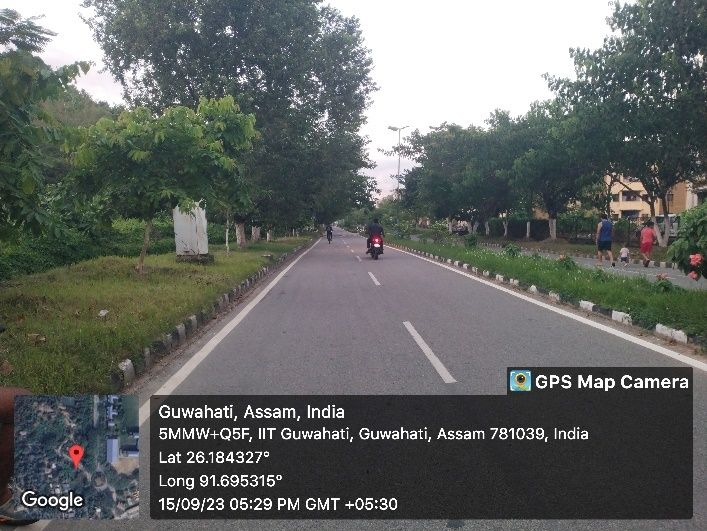 GPS Map Camera
Guwahati, Assam, India
5MMW+Q5F, IIT Guwahati, Guwahati, Assam 781039, India
Lat 26.184327°
Long 91.695315°
15/09/23 05:29 PM GMT +05:30
Google